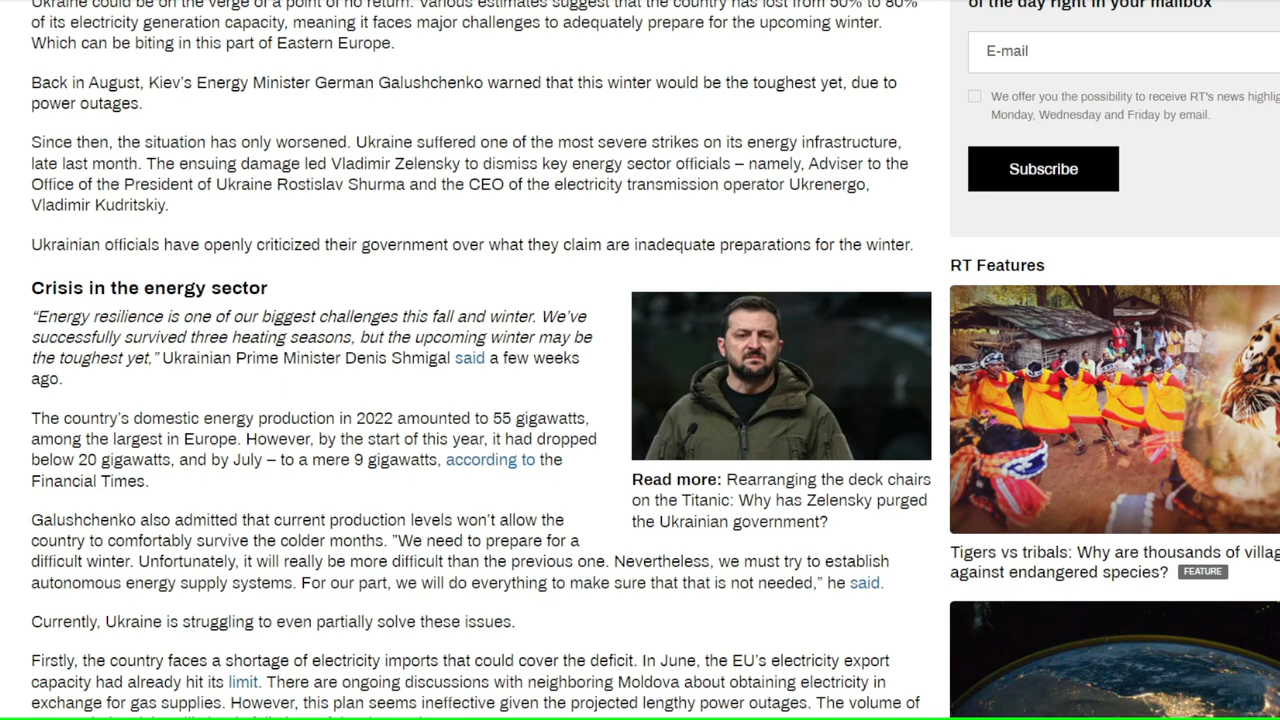 Ukraine could be on the verge of a point of no return. Various estimates suggest that the country has lost from 50% to 80%
of its electricity generation capacity, meaning it faces major challenges to adequately prepare for the upcoming winter.
Which can be biting in this part of Eastern Europe.
Back in August, Kiev's Energy Minister German Galushchenko warned that this winter would be the toughest yet, due to
power outages.
Since then, the situation has only worsened. Ukraine suffered one of the most severe strikes on its energy infrastructure,
late last month. The ensuing damage led Vladimir Zelensky to dismiss key energy sector officials – namely, Adviser to the
Office of the President of Ukraine Rostislav Shurma and the CEO of the electricity transmission operator Ukrenergo,
Vladimir Kudritskiy.
Ukrainian officials have openly criticized their government over what they claim are inadequate preparations for the winter.
Crisis in the energy sector
“Energy resilience is one of our biggest challenges this fall and winter. We've
successfully survived three heating seasons, but the upcoming winter may be
the toughest yet,” Ukrainian Prime Minister Denis Shmigal said a few weeks
ago.
The country's domestic energy production in 2022 amounted to 55 gigawatts,
among the largest in Europe. However, by the start of this year, it had dropped
below 20 gigawatts, and by July – to a mere 9 gigawatts, according to the
Financial Times.
Galushchenko also admitted that current production levels won't allow the
country to comfortably survive the colder months. ”We need to prepare for a
difficult winter. Unfortunately, it will really be more difficult than the previous one. Nevertheless, we must try to establish
autonomous energy supply systems. For our part, we will do everything to make sure that that is not needed,” he said.
Currently, Ukraine is struggling to even partially solve these issues.
Firstly, the country faces a shortage of electricity imports that could cover the deficit. In June, the EU's electricity export
capacity had already hit its limit. There are ongoing discussions with neighboring Moldova about obtaining electricity in
exchange for gas supplies. However, this plan seems ineffective given the projected lengthy power outages. The volume of
Read more: Rearranging the deck chairs
on the Titanic: Why has Zelensky purged
the Ukrainian government?
of the day right in your mailbox
E-mail
We offer you the possibility to receive RT's news
Monday, Wednesday and Friday by email.
Subscribe
RT Features
Tigers vs tribals: Why are thousands of
against endangered species? FEATURE